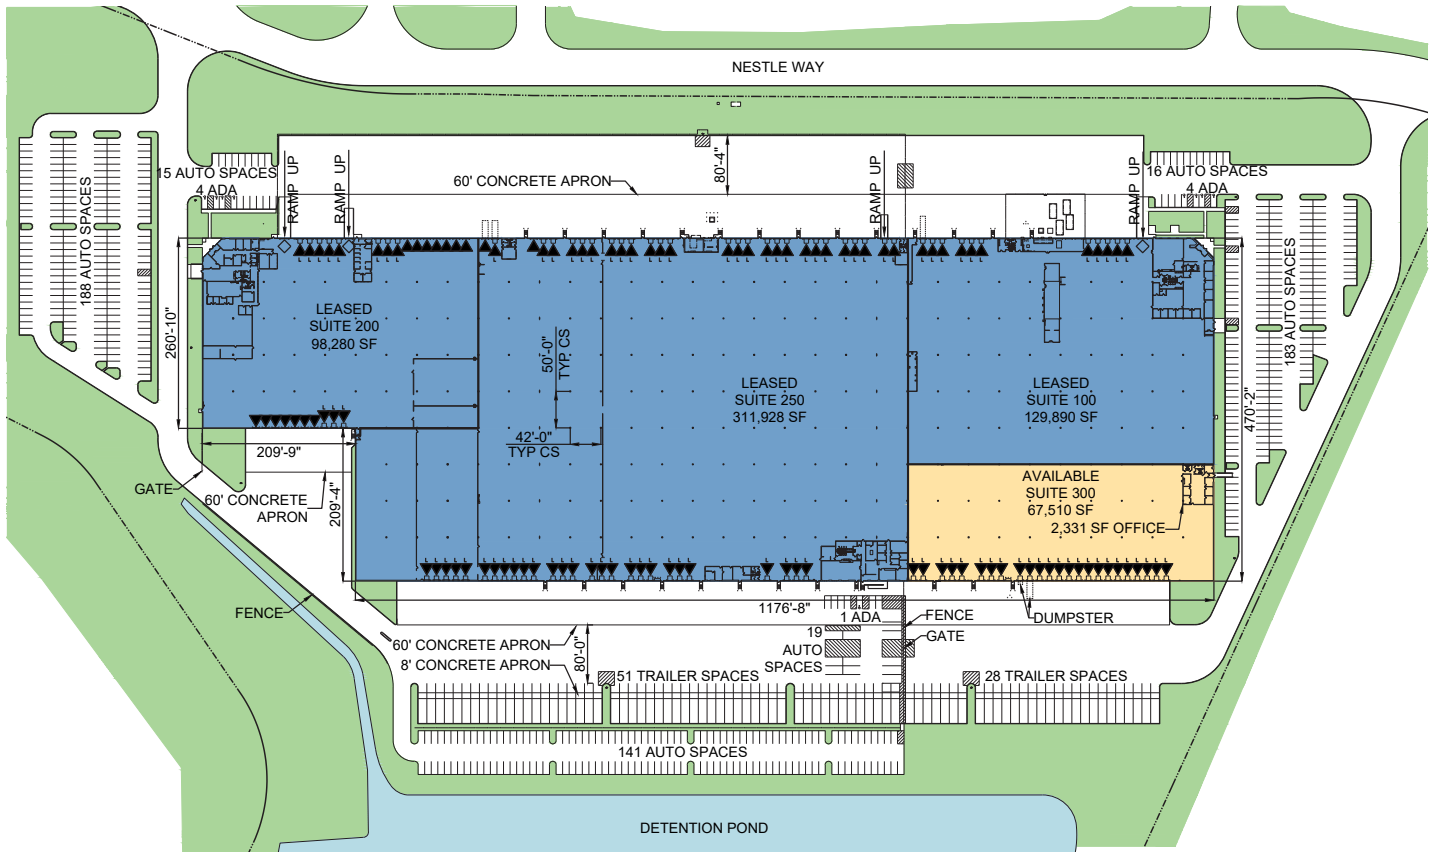 NESTLE WAY
80'-4"
60' CONCRETE APRON
RAMP UP
RAMP UP
RAMP UP
RAMP UP
15 AUTO SPACES
4 ADA
16 AUTO SPACES
4 ADA
188 AUTO SPACES
183 AUTO SPACES
260'-10"
470'-2"
LEASED
SUITE 200
98,280 SF
50'-0"
TYP CS
42'-0"
TYP CS
LEASED
SUITE 250
311,928 SF
LEASED
SUITE 100
129,890 SF
AVAILABLE
SUITE 300
67,510 SF
2,331 SF OFFICE
209'-9"
GATE
60' CONCRETE
APRON
209'-4"
FENCE
1176'-8"
1 ADA
19
AUTO
SPACES
FENCE
GATE
DUMPSTER
60' CONCRETE APRON
8' CONCRETE APRON
80'-0"
51 TRAILER SPACES
28 TRAILER SPACES
141 AUTO SPACES
DETENTION POND